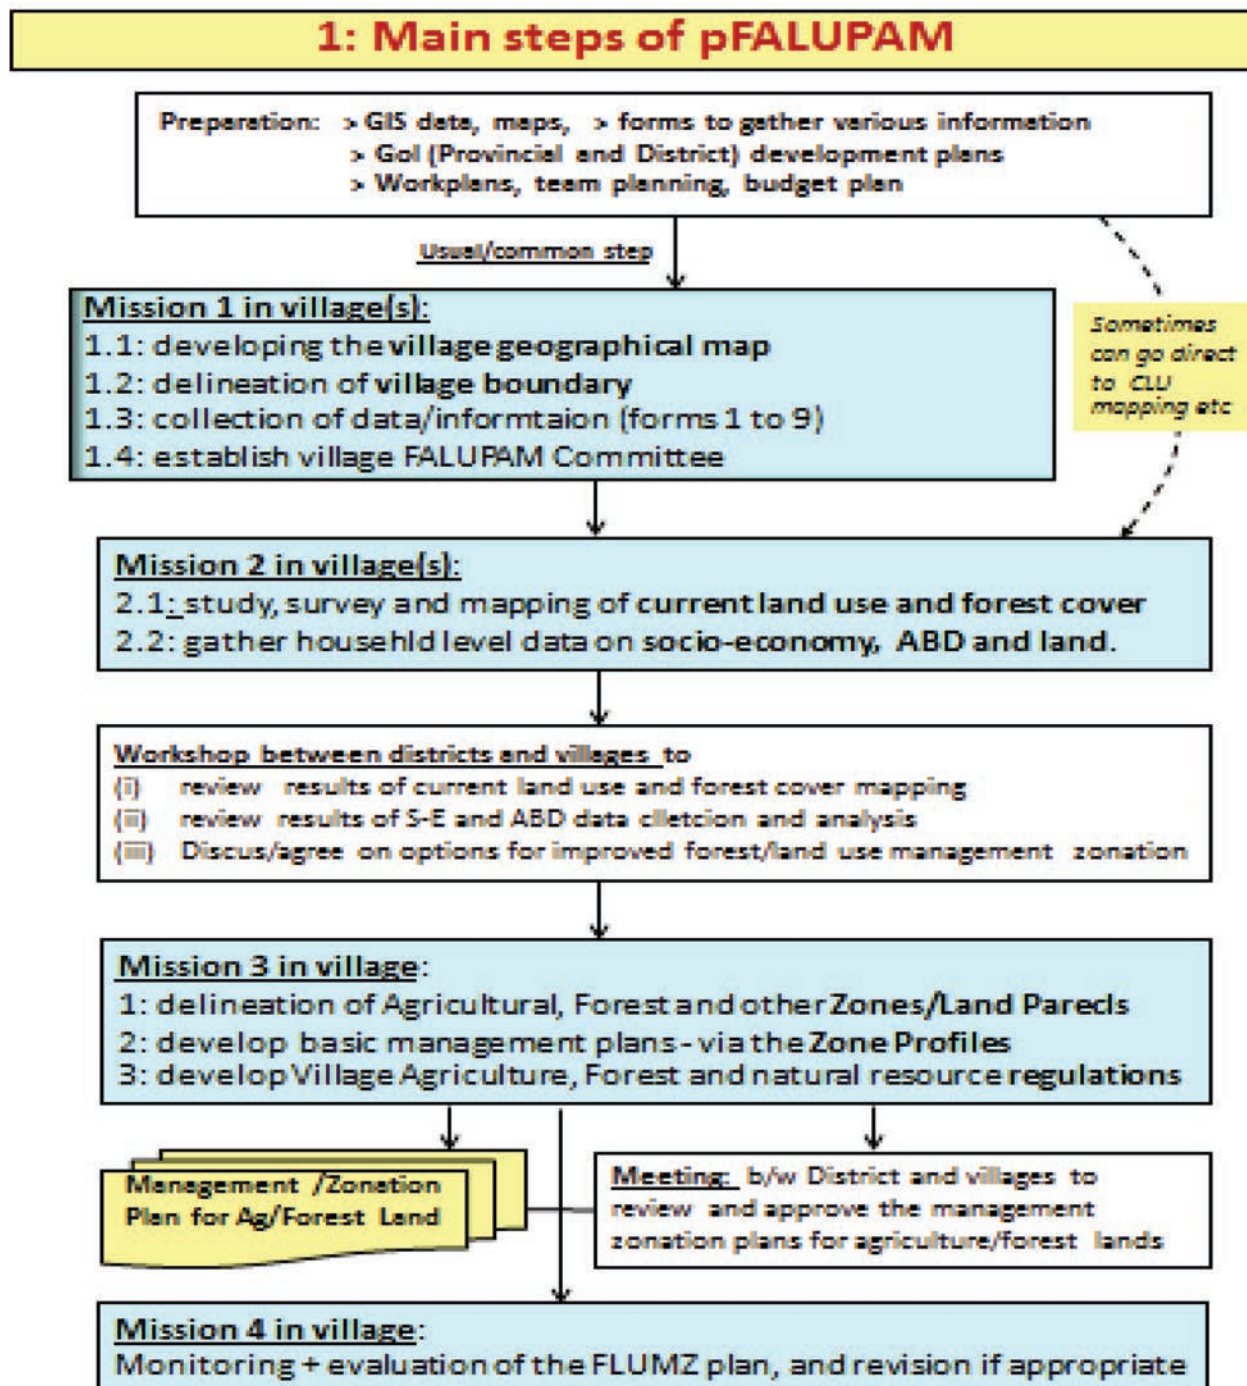 1: Main steps of pFALUPAM
Preparation: > GIS data, maps, > forms to gather various information
> GoI (Provincial and District) development plans
> Workplans, team planning, budget plan
Usual/common step
Mission 1 in village(s):
1.1: developing the village geographical map
1.2: delineation of village boundary
1.3: collection of data/informtaion (forms 1 to 9)
1.4: establish village FALUPAM Committee
Sometimes
can go direct
to CLU
mapping etc
Mission 2 in village(s):
2.1: study, survey and mapping of current land use and forest cover
2.2: gather househld level data on socio-economy, ABD and land.
Workshop between districts and villages to
(i) review results of current land use and forest cover mapping
(ii) review results of S-E and ABD data clletcion and analysis
(iii) Discus/agree on options for improved forest/land use management zonation
Mission 3 in village:
1: delineation of Agricultural, Forest and other Zones/Land Parecls
2: develop basic management plans - via the Zone Profiles
3: develop Village Agriculture, Forest and natural resource regulations
Management /Zonation
Plan for Ag/Forest Land
Meeting: b/w District and villages to
review and approve the management
zonation plans for agriculture/forest lands
Mission 4 in village:
Monitoring + evaluation of the FLUMZ plan, and revision if appropriate